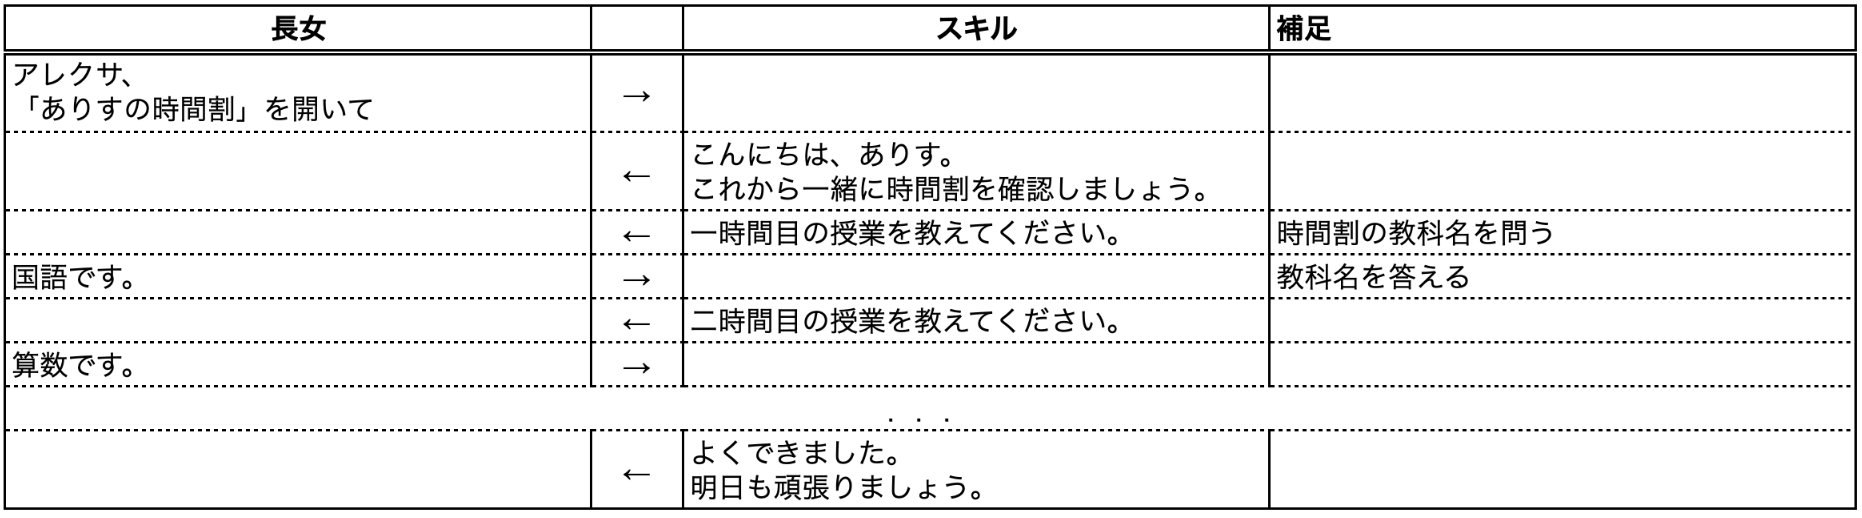 長女 スキル 補足
アレクサ、
「ありすの時間割」を開いて →
← こんにちは、ありす。
これから一緒に時間割を確認しましょう。
← 一時間目の授業を教えてください。 時間割の教科名を問う
国語です。 → 教科名を答える
← 二時間目の授業を教えてください。
算数です。 →
...
← よくできました。
明日も頑張りましょう。